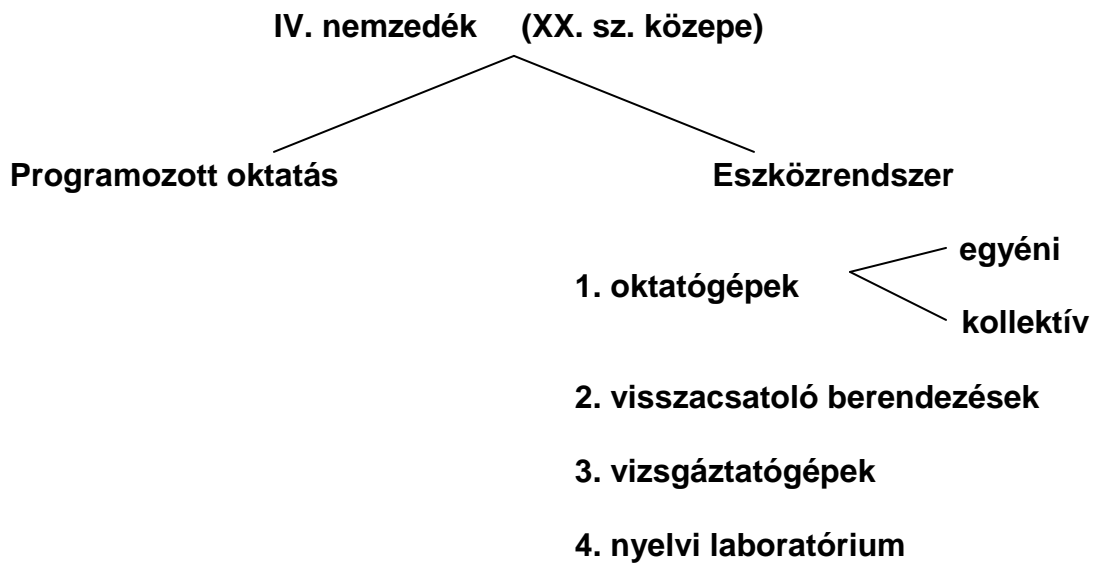 IV. nemzedék (XX. sz. közepe)
Programozott oktatás
Eszközrendszer
egyéni
1. oktatógépek
kollektív
2. visszacsatoló berendezések
3. vizsgáztatógépek
4. nyelvi laboratórium